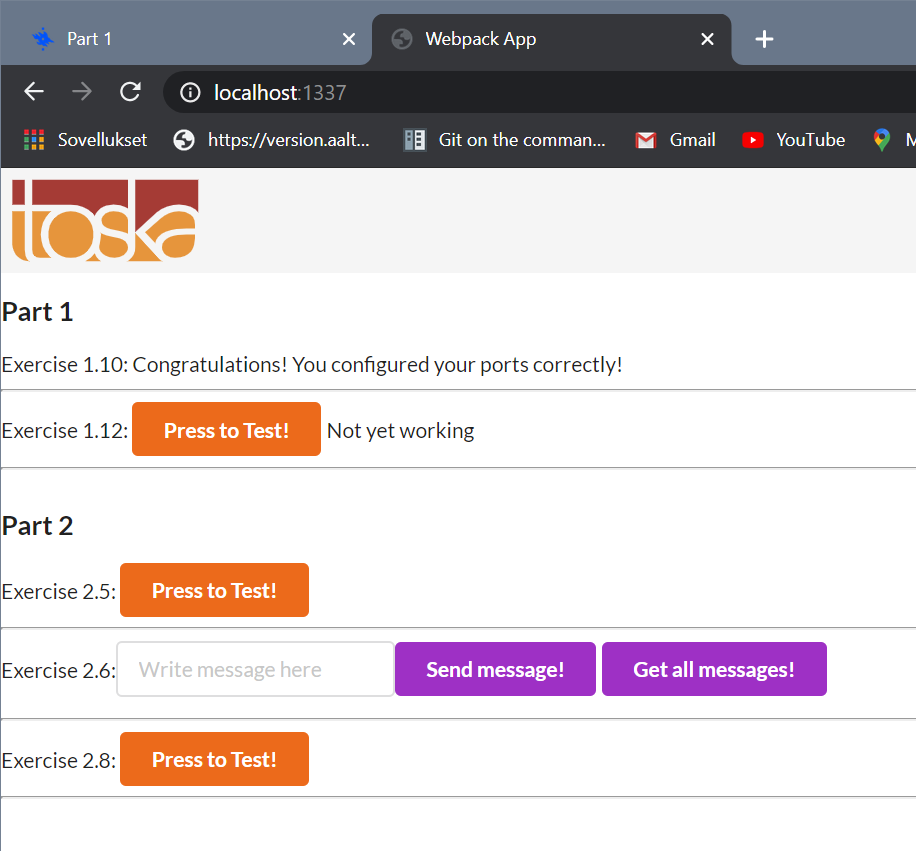 Part 1
Webpack App
localhost:1337
Sovellukset https://version.aalt... Git on the comman... Gmail YouTube M
toska
Part 1
Exercise 1.10: Congratulations! You configured your ports correctly!
Exercise 1.12: Press to Test! Not yet working
Part 2
Exercise 2.5: Press to Test!
Exercise 2.6: Write message here Send message! Get all messages!
Exercise 2.8: Press to Test!